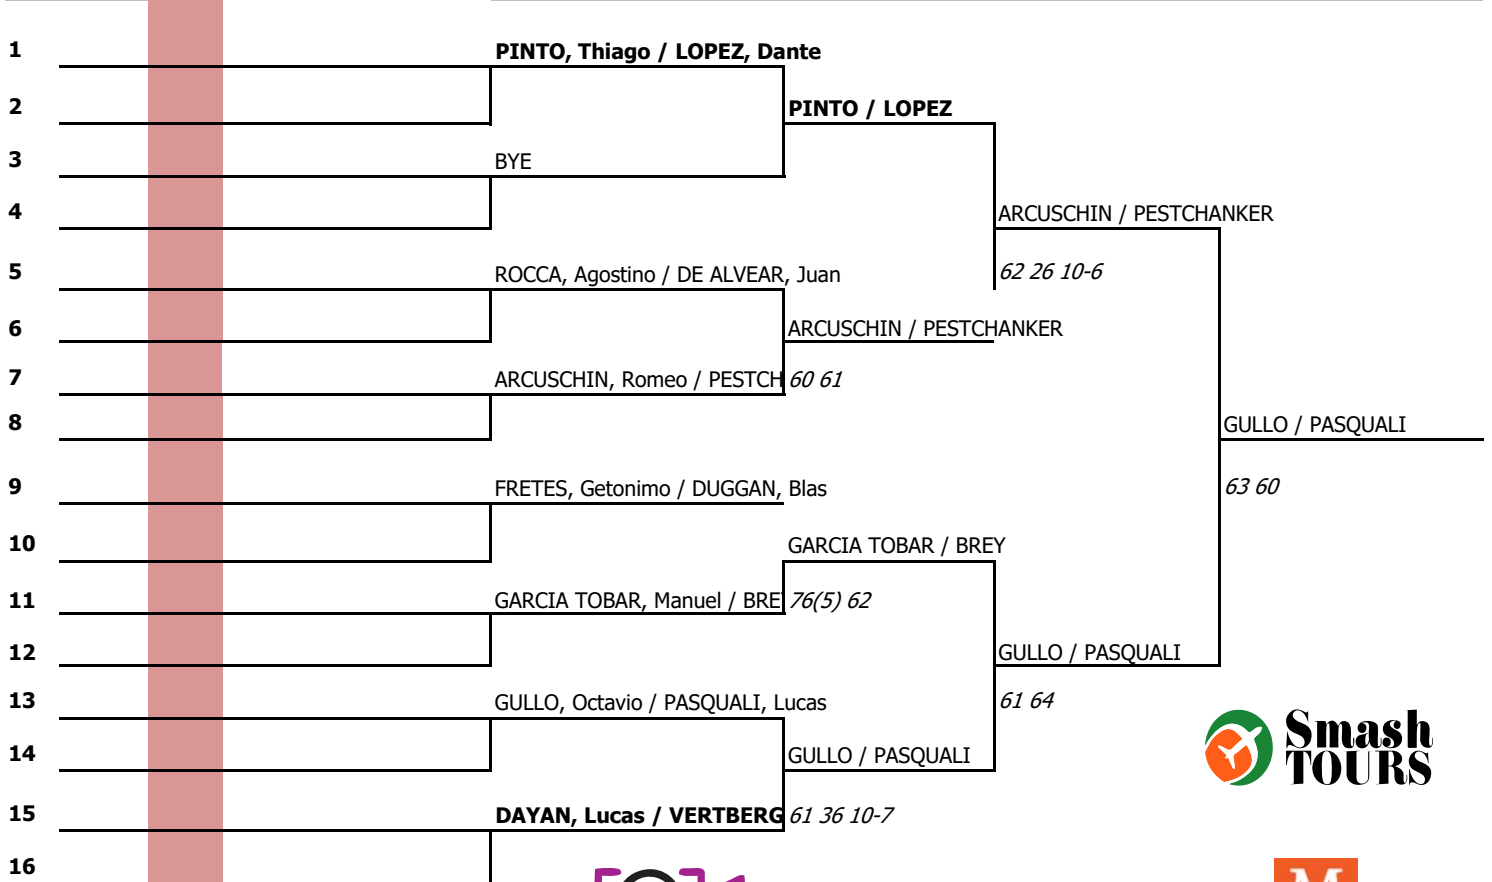 1 PINTO, Thiago / LOPEZ, Dante
2 PINTO / LOPEZ
3 BYE
4 ARCUSCHIN / PESTCHANKER
5 ROCCA, Agostino / DE ALVEAR, Juan 62 26 10-6
6 ARCUSCHIN / PESTCHANKER
7 ARCUSCHIN, Romeo / PESTCH 60 61
8 GULLO / PASQUALI
9 FRETES, Getonimo / DUGGAN, Blas 63 60
10 GARCIA TOBAR / BREY
11 GARCIA TOBAR, Manuel / BRE 76(5) 62
12 GULLO / PASQUALI
13 GULLO, Octavio / PASQUALI, Lucas 61 64
14 GULLO / PASQUALI
Smash
TOURS
15 DAYAN, Lucas / VERTBERG 61 36 10-7
16
M